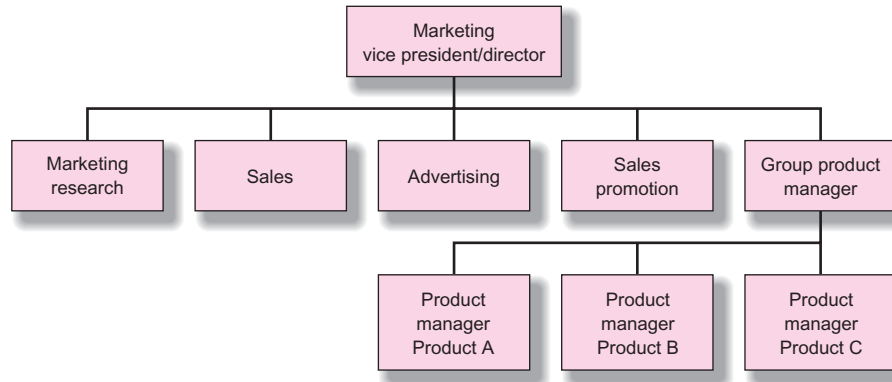 Marketing
vice president/director
Marketing
research
Sales
Advertising
Sales
promotion
Group product
manager
Product
manager
Product A
Product
manager
Product B
Product
manager
Product C